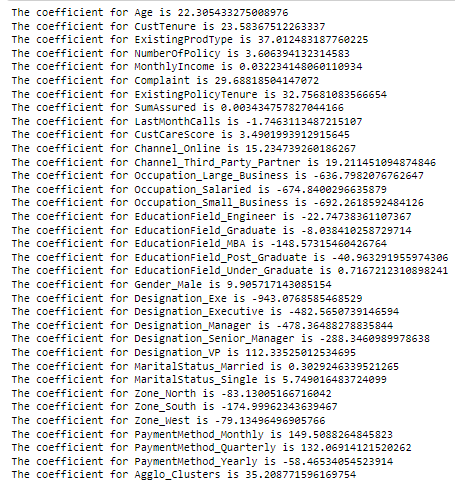 The coefficient for Age is 22.305433275008976
The coefficient for CustTenure is 23.58367512263337
The coefficient for ExistingProdType is 37.012483187760225
The coefficient for NumberOfPolicy is 3.606394132314583
The coefficient for MonthlyIncome is 0.032234148060110934
The coefficient for Complaint is 29.68818504147072
The coefficient for ExistingPolicyTenure is 32.75681083566654
The coefficient for SumAssured is 0.003434757827044166
The coefficient for LastMonthCalls is -1.7463113487215107
The coefficient for CustCareScore is 3.4901993912915645
The coefficient for Channel_Online is 15.234739260186267
The coefficient for Channel_Third_Party_Partner is 19.211451094874846
The coefficient for Occupation_Large_Business is -636.7982076762647
The coefficient for Occupation_Salaried is -674.8400296635879
The coefficient for Occupation_Small_Business is -692.2618592484126
The coefficient for EducationField_Engineer is -22.74738361107367
The coefficient for EducationField_Graduate is -8.038410258729714
The coefficient for EducationField_MBA is -148.57315460426764
The coefficient for EducationField_Post_Graduate is -40.963291955974306
The coefficient for EducationField_Under_Graduate is 0.7167212310898241
The coefficient for Gender_Male is 9.905717143085154
The coefficient for Designation_Exe is -943.0768585468529
The coefficient for Designation_Executive is -482.5650739146594
The coefficient for Designation_Manager is -478.36488278835844
The coefficient for Designation_Senior_Manager is -288.3460989978638
The coefficient for Designation_VP is 112.33525012534695
The coefficient for MaritalStatus_Married is 0.3029246339521265
The coefficient for MaritalStatus_Single is 5.749016483724099
The coefficient for Zone_North is -83.13005166716042
The coefficient for Zone_South is -174.99962343639467
The coefficient for Zone_West is -79.13496496905766
The coefficient for PaymentMethod_Monthly is 149.5088264845823
The coefficient for PaymentMethod_Quarterly is 132.06914121520262
The coefficient for PaymentMethod_Yearly is -58.46534054523914
The coefficient for Agglo_Clusters is 35.208771596169754